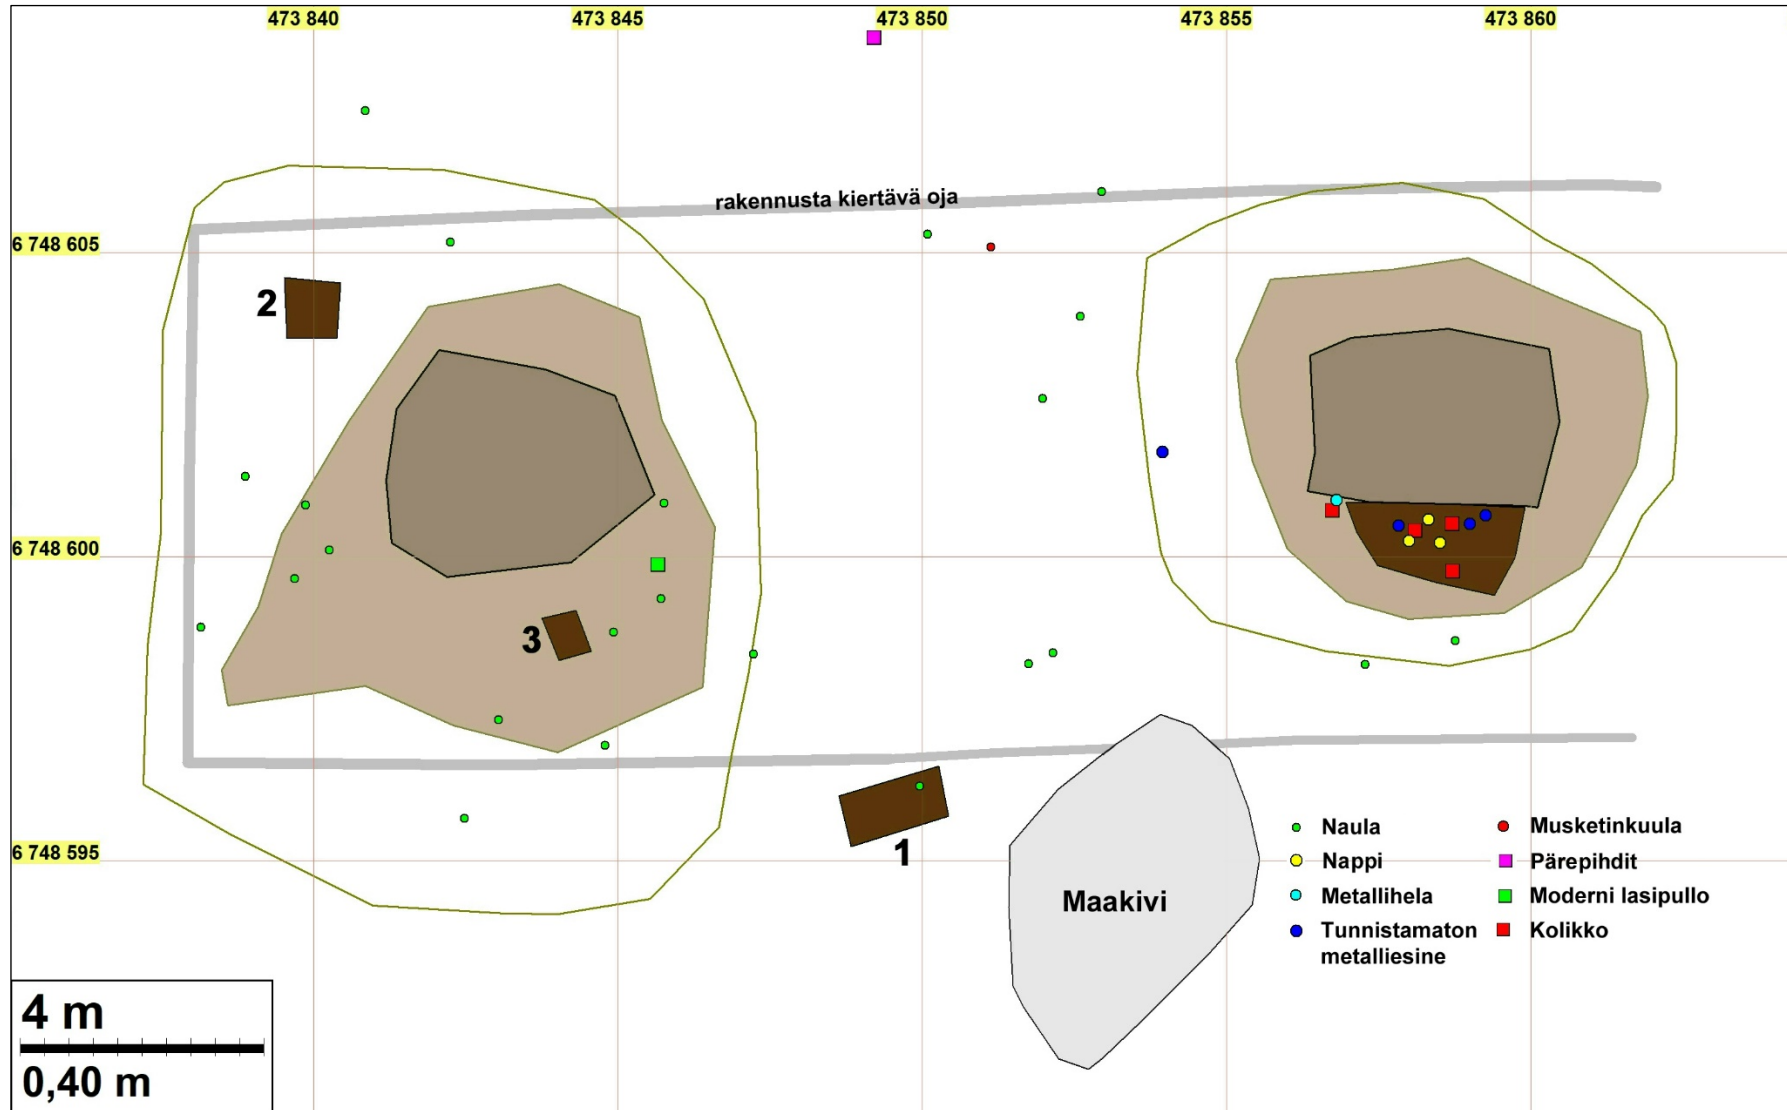 473 840
473 845
473 850
473 855
473 860
rakennusta kiertävä oja
6 748 605
2
6 748 600
3
6 748 595
1
Maakivi
Naula
Musketinkuula
Nappi
Pärepihdit
Metallihela
Moderni lasipullo
Tunnistamaton
metalliesine
Kolikko
4 m
0,40 m